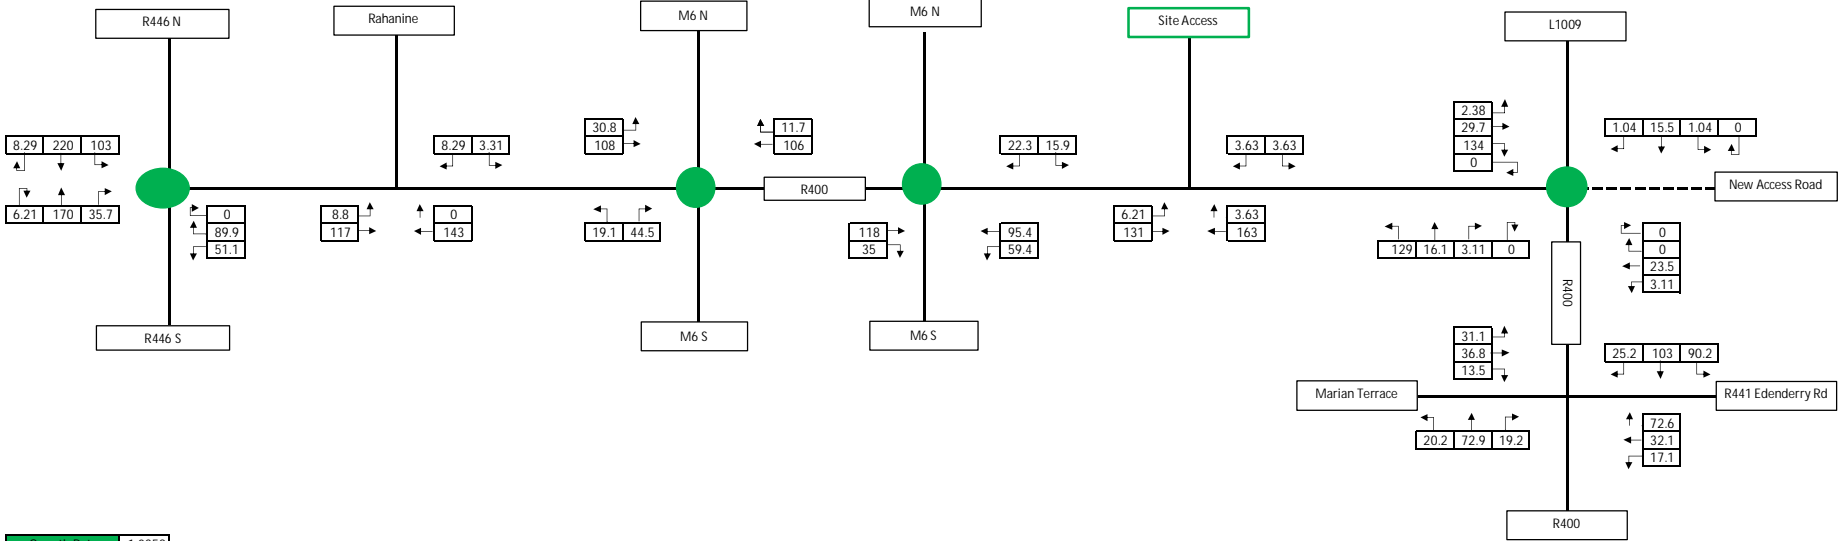 R446 N
Rahanine
M6 N
M6 N
Site Access
L1009
8.29 220 103
8.29 3.31
30.8
108
11.7
106
22.3 15.9
3.63 3.63
2.38
29.7
134
0
1.04 15.5 1.04 0
R400
New Access Road
6.21 170 35.7
0
89.9
51.1
8.8
117
0
143
19.1 44.5
118
35
95.4
59.4
6.21
131
3.63
163
129 16.1 3.11 0
0
0
23.5
3.11
R400
R446 S
M6 S
M6 S
31.1
36.8
13.5
25.2 103 90.2
Marian Terrace
R441 Edenderry Rd
20.2 72.9 19.2
72.6
32.1
17.1
R400